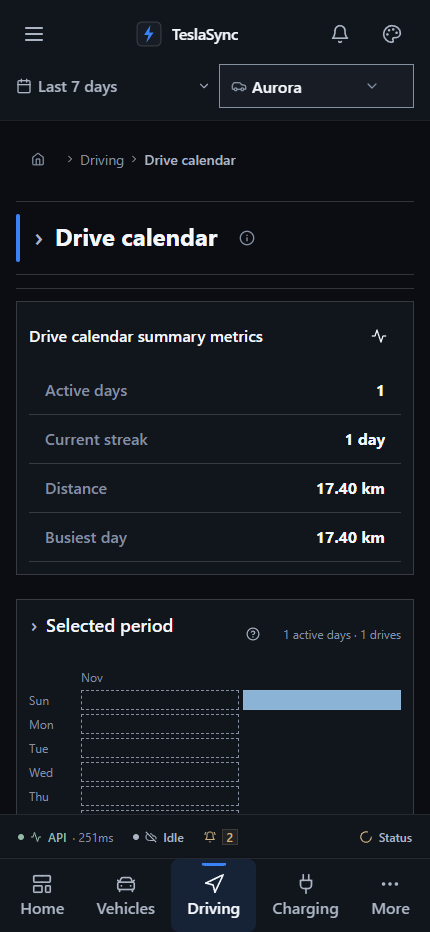 TeslaSync
Last 7 days
Aurora
Driving
Drive calendar
Drive calendar
Drive calendar summary metrics
Active days 1
Current streak 1 day
Distance 17.40 km
Busiest day 17.40 km
Selected period
1 active days · 1 drives
Nov
Sun
Mon
Tue
Wed
Thu
API · 251ms Idle 2 Status
Home Vehicles Driving Charging More